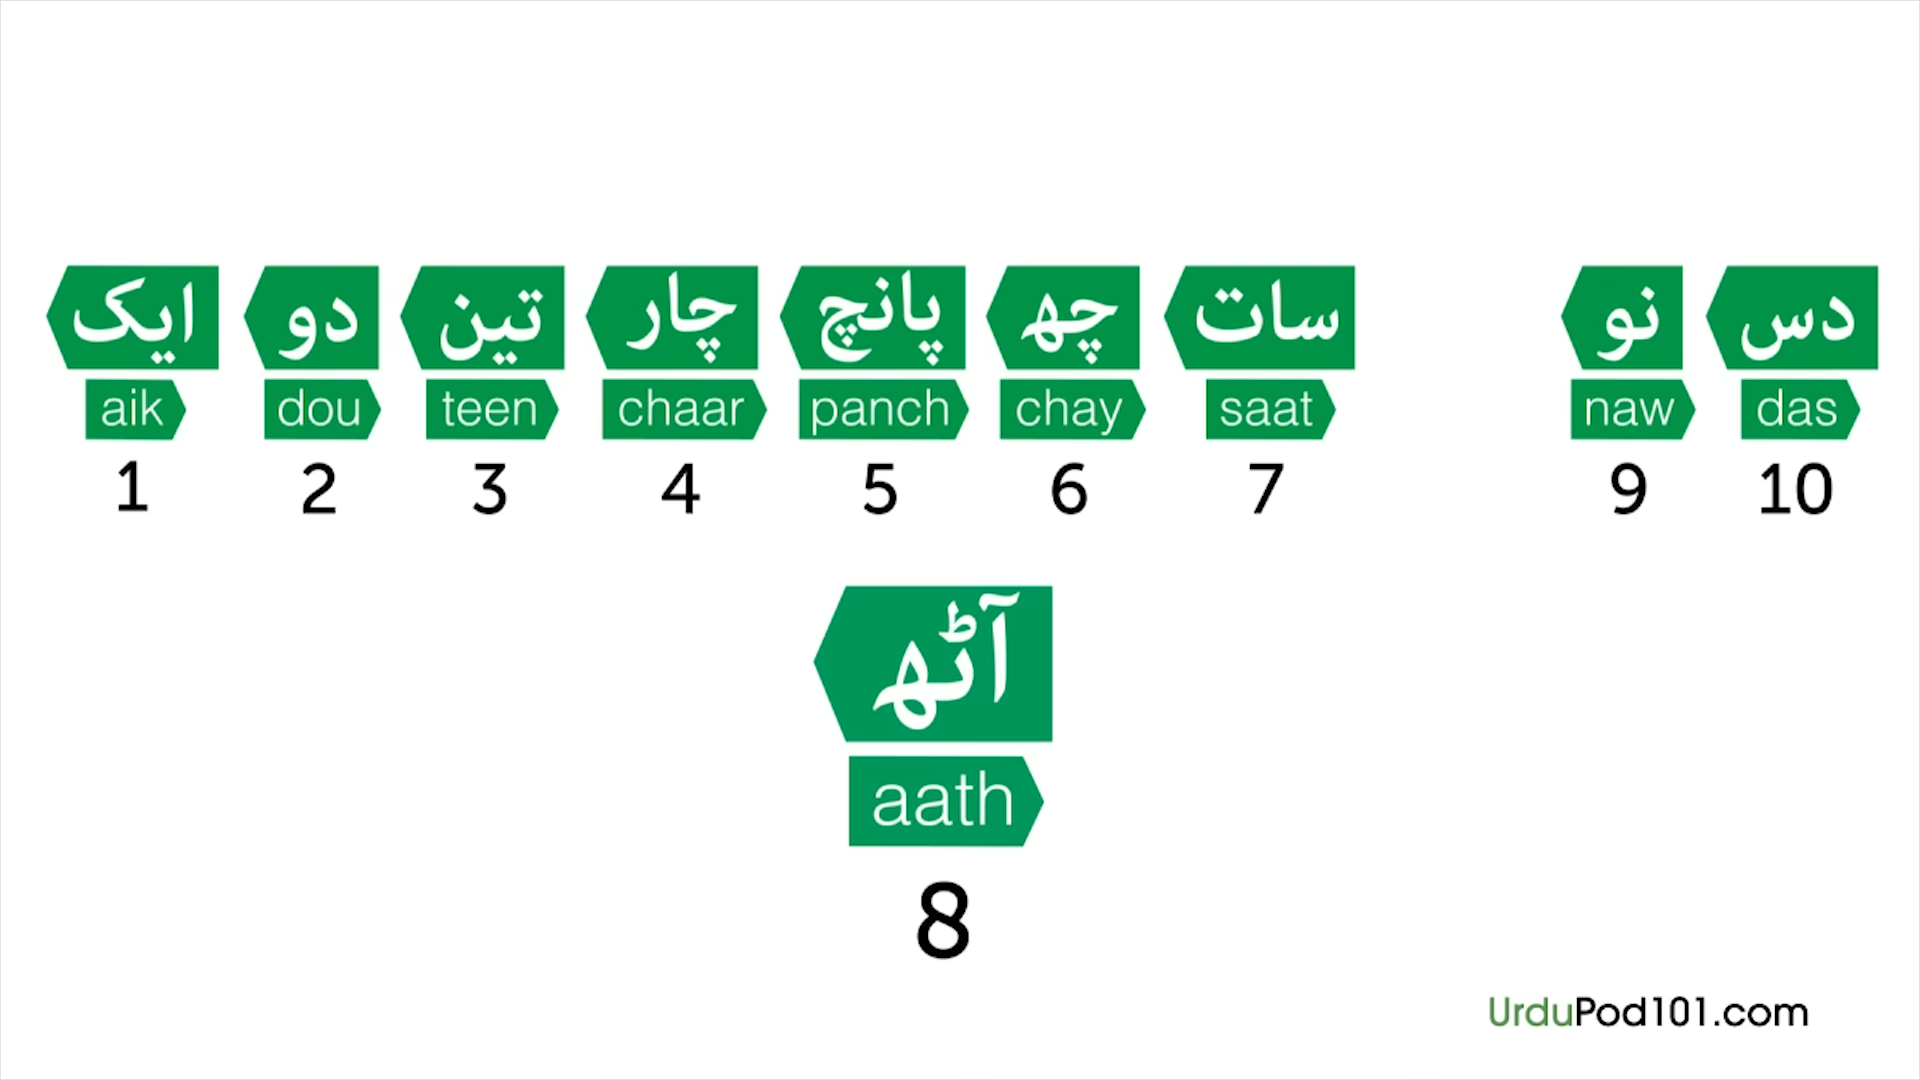 ایک دو تین چار پانچ چھ سات نو دس
aik dou teen chaar panch chay saat naw das
1 2 3 4 5 6 7 9 10
آٹھ
aath
8
UrduPod101.com